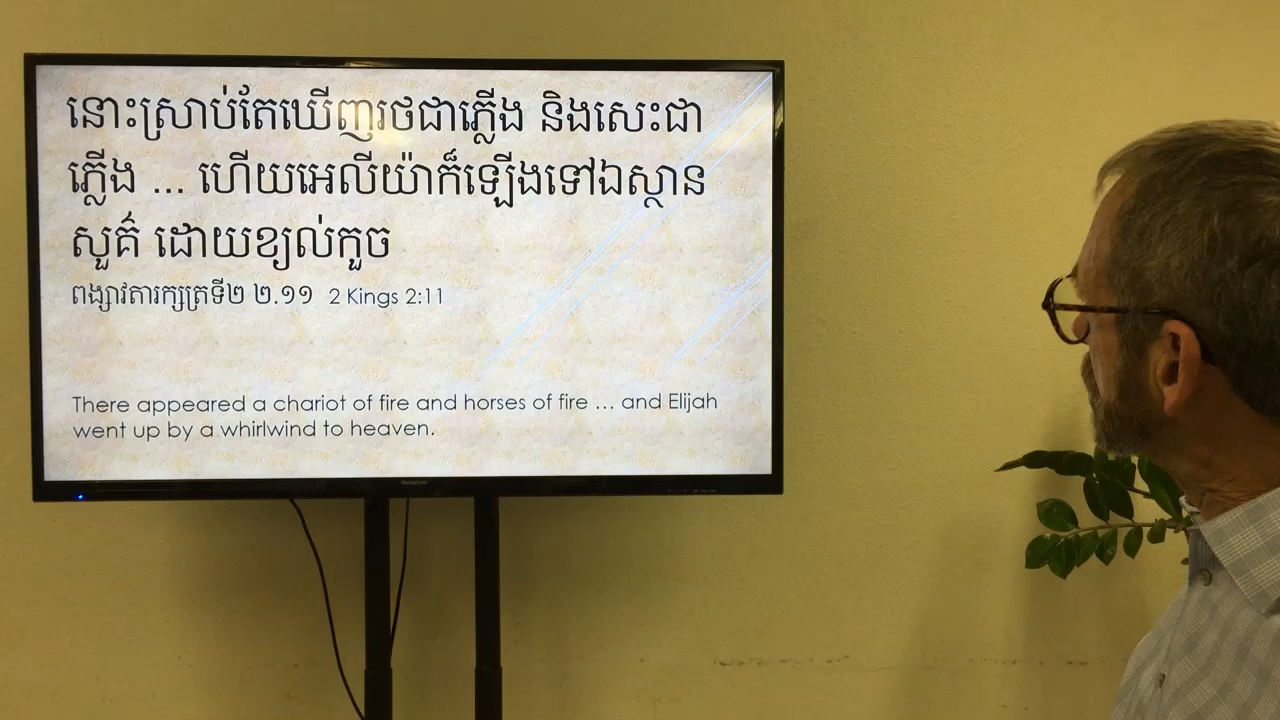 នោះស្រាប់តែឃើញរថជាភ្លើង និងសេះជា
ភ្លើង ... ហើយអេលីយ៉ាក៏ឡើងទៅឯស្ថាន
សួគ៌ ដោយខ្យល់កួច
ពង្សាវតារក្សត្រទី២ ២.១១ 2 Kings 2:11
There appeared a chariot of fire and horses of fire ... and Elijah
went up by a whirlwind to heaven.